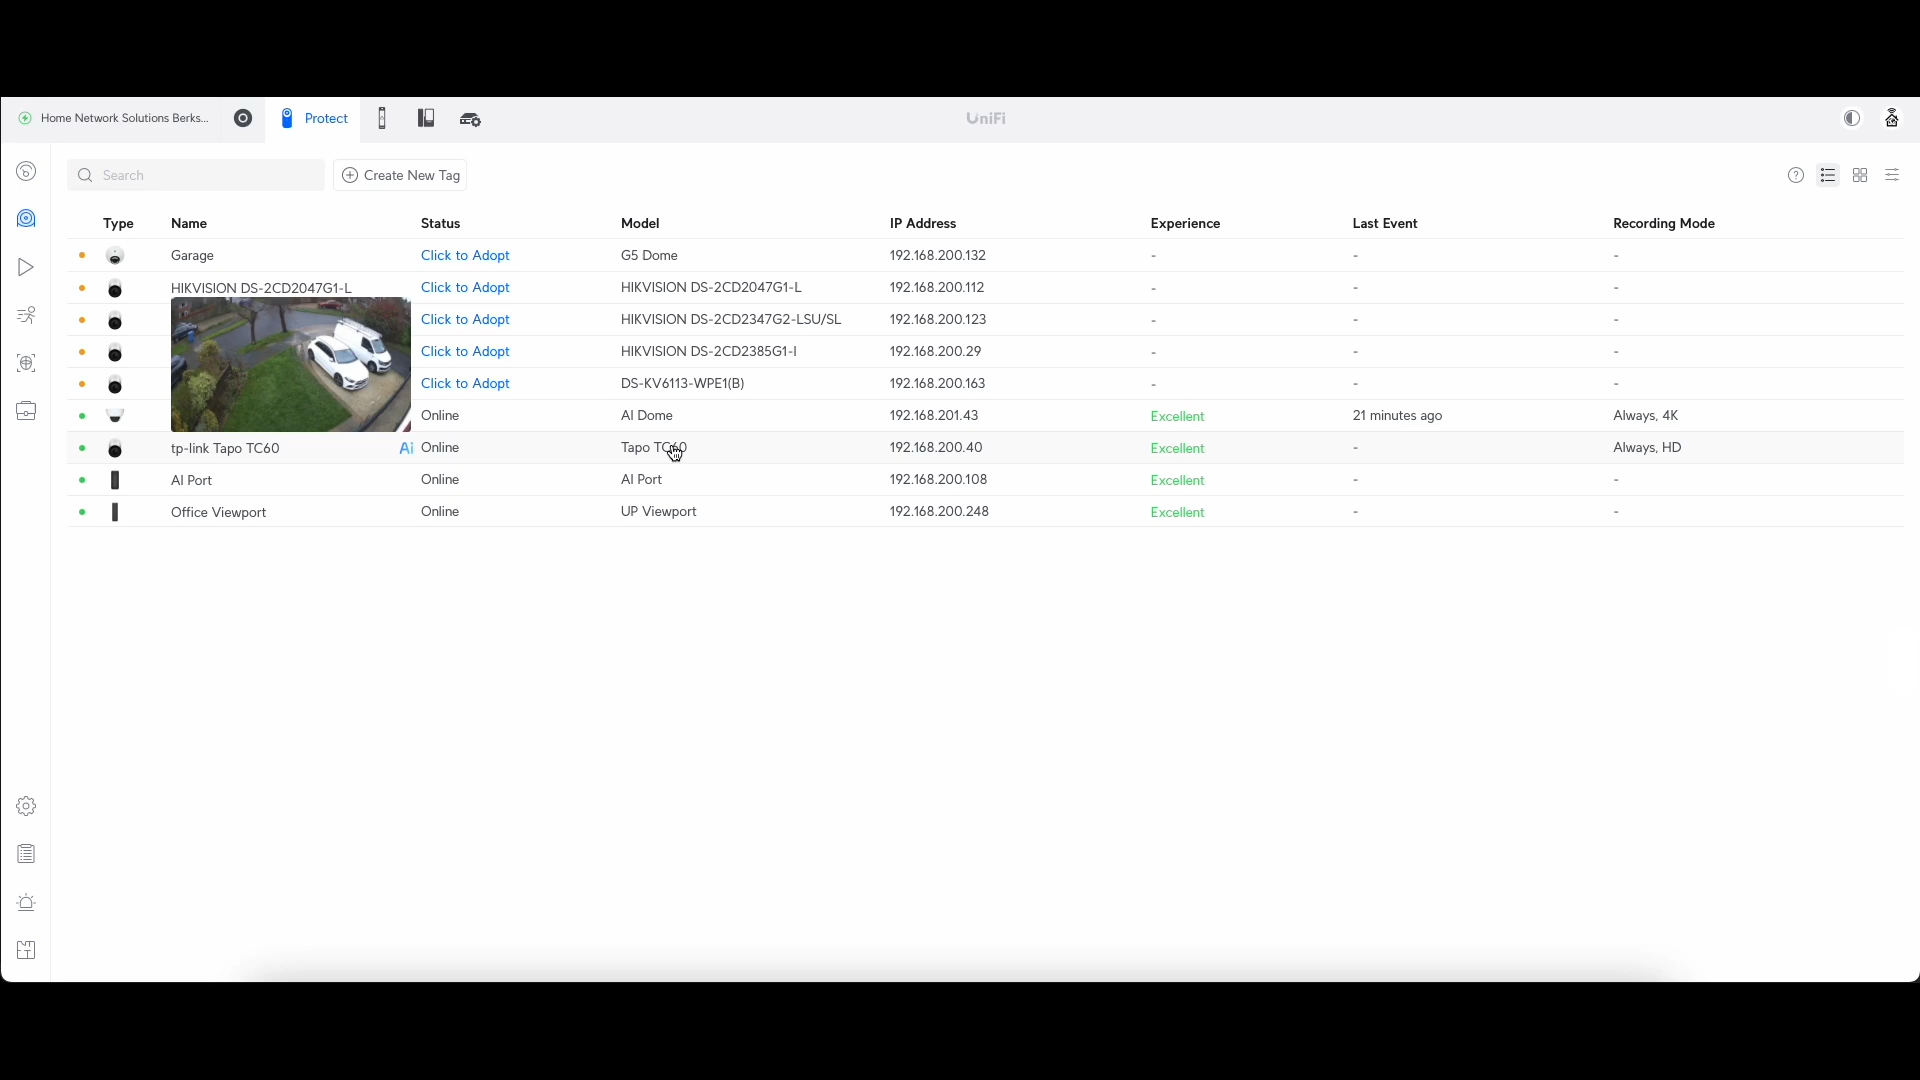 Home Network Solutions Berks...
Protect
UniFi
Search
Create New Tag
Type Name Status Model IP Address Experience Last Event Recording Mode
Garage Click to Adopt G5 Dome 192.168.200.132 - - -
HIKVISION DS-2CD2047G1-L Click to Adopt HIKVISION DS-2CD2047G1-L 192.168.200.112 - - -
Click to Adopt HIKVISION DS-2CD2347G2-LSU/SL 192.168.200.123 - - -
Click to Adopt HIKVISION DS-2CD2385G1-I 192.168.200.29 - - -
Click to Adopt DS-KV6113-WPE1(B) 192.168.200.163 - - -
Online AI Dome 192.168.201.43 Excellent 21 minutes ago Always, 4K
tp-link Tapo TC60 Ai Online Tapo TC60 192.168.200.40 Excellent - Always, HD
AI Port Online AI Port 192.168.200.108 Excellent - -
Office Viewport Online UP Viewport 192.168.200.248 Excellent - -